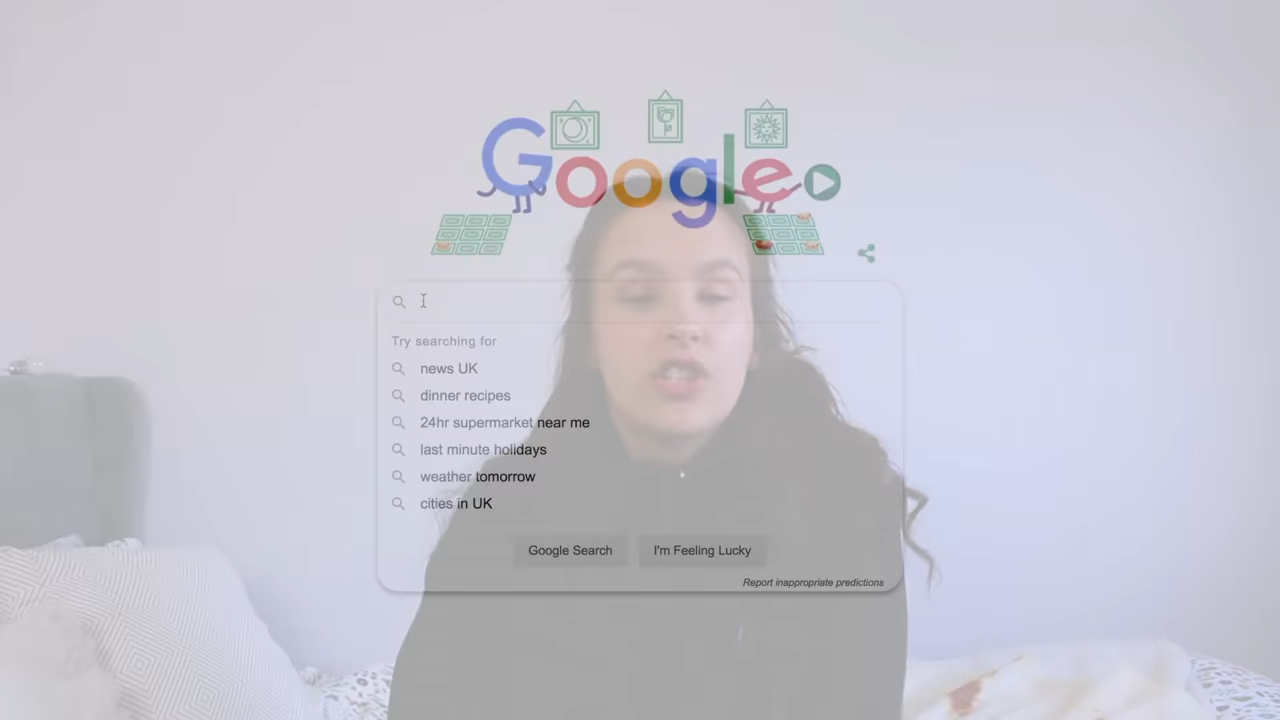 Google
Try searching for
news UK
dinner recipes
24hr supermarket near me
last minute holidays
weather tomorrow
cities in UK
Google Search
I'm Feeling Lucky
Report inappropriate predictions